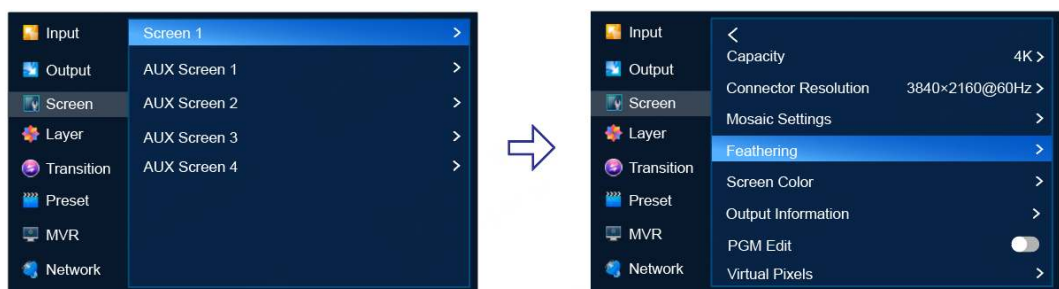 Input
Output
Screen
Layer
Transition
Preset
MVR
Network
Screen 1 >
AUX Screen 1 >
AUX Screen 2 >
AUX Screen 3 >
AUX Screen 4 >
Input
Output
Screen
Layer
Transition
Preset
MVR
Network
<
Capacity 4K >
Connector Resolution 3840×2160@60Hz >
Mosaic Settings >
Feathering >
Screen Color >
Output Information >
PGM Edit
Virtual Pixels >